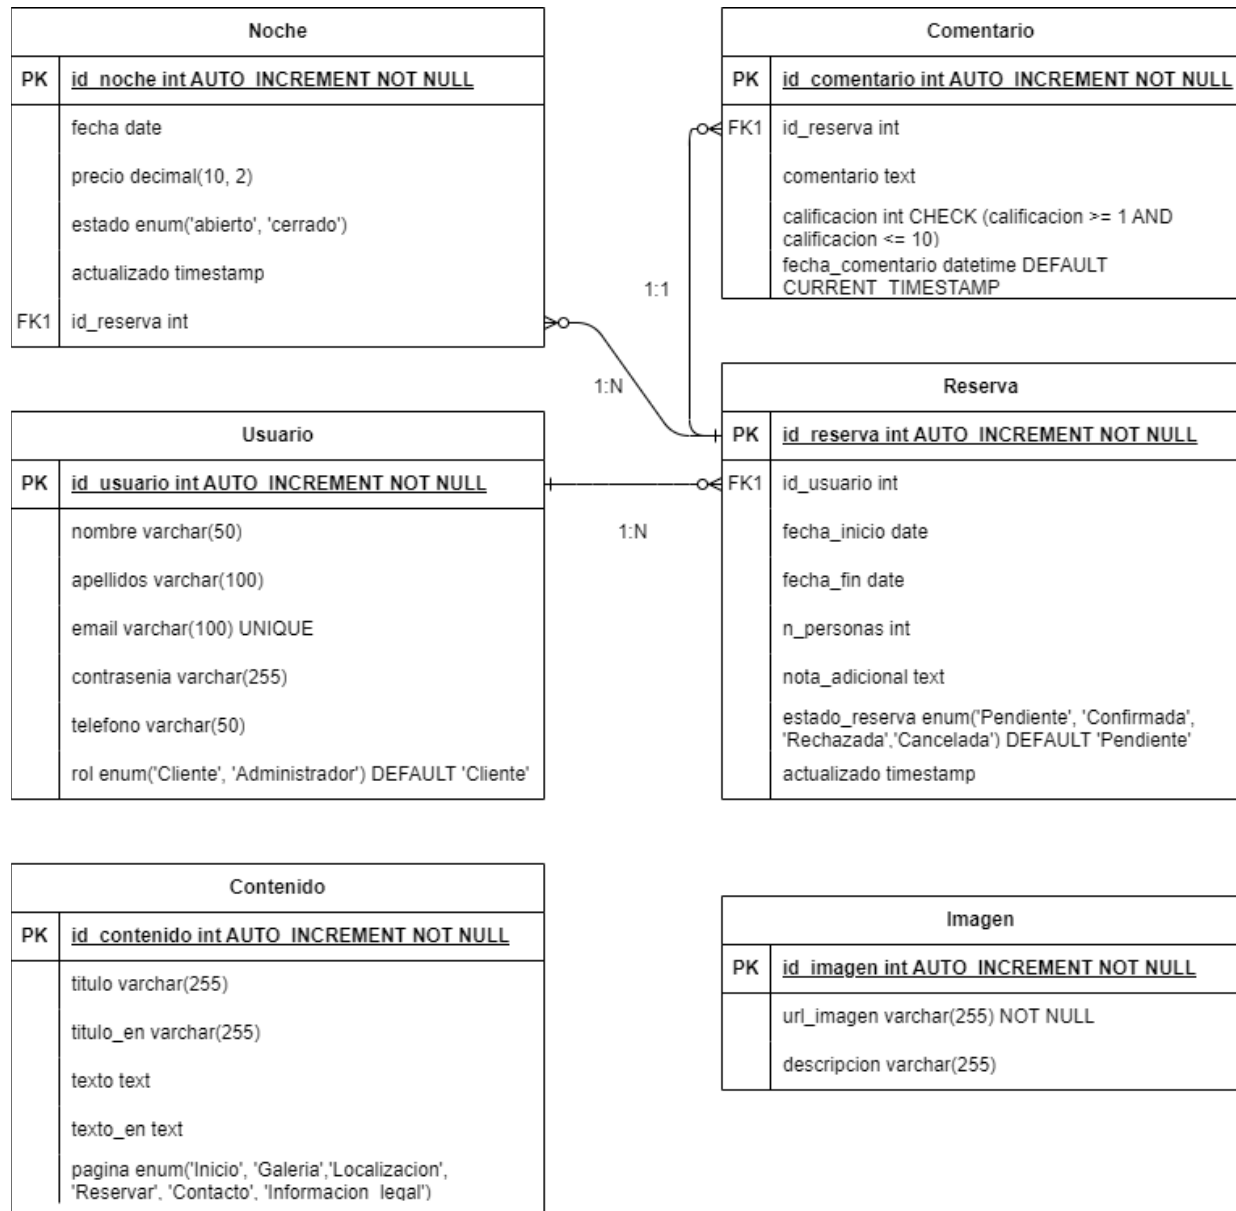 Noche
PK id_noche int AUTO_INCREMENT NOT NULL
fecha date
precio decimal(10, 2)
estado enum('abierto', 'cerrado')
actualizado timestamp
FK1 id_reserva int
Comentario
PK id_comentario int AUTO_INCREMENT NOT NULL
FK1 id_reserva int
comentario text
calificacion int CHECK (calificacion >= 1 AND
calificacion <= 10)
fecha_comentario datetime DEFAULT
CURRENT_TIMESTAMP
1:1
1:N
Usuario
PK id_usuario int AUTO_INCREMENT NOT NULL
nombre varchar(50)
apellidos varchar(100)
email varchar(100) UNIQUE
contrasenia varchar(255)
telefono varchar(50)
rol enum('Cliente', 'Administrador') DEFAULT 'Cliente'
1:N
Reserva
PK id_reserva int AUTO_INCREMENT NOT NULL
FK1 id_usuario int
fecha_inicio date
fecha_fin date
n_personas int
nota_adicional text
estado_reserva enum('Pendiente', 'Confirmada',
'Rechazada','Cancelada') DEFAULT 'Pendiente'
actualizado timestamp
Contenido
PK id_contenido int AUTO_INCREMENT NOT NULL
titulo varchar(255)
titulo_en varchar(255)
texto text
texto_en text
pagina enum('Inicio', 'Galeria','Localizacion',
'Reservar', 'Contacto', 'Informacion_legal')
Imagen
PK id_imagen int AUTO_INCREMENT NOT NULL
url_imagen varchar(255) NOT NULL
descripcion varchar(255)